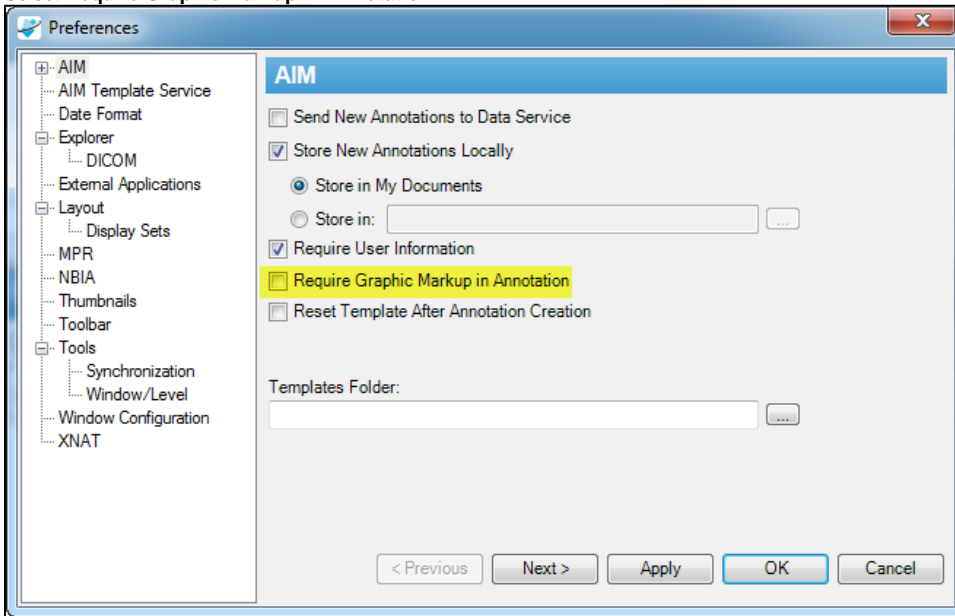 Preferences
AIM
AIM Template Service
Date Format
Explorer
DICOM
External Applications
Layout
Display Sets
MPR
NBIA
Thumbnails
Toolbar
Tools
Synchronization
Window/Level
Window Configuration
XNAT
AIM
Send New Annotations to Data Service
Store New Annotations Locally
Store in My Documents
Store in:
...
Require User Information
Require Graphic Markup in Annotation
Reset Template After Annotation Creation
Templates Folder:
...
< Previous
Next >
Apply
OK
Cancel